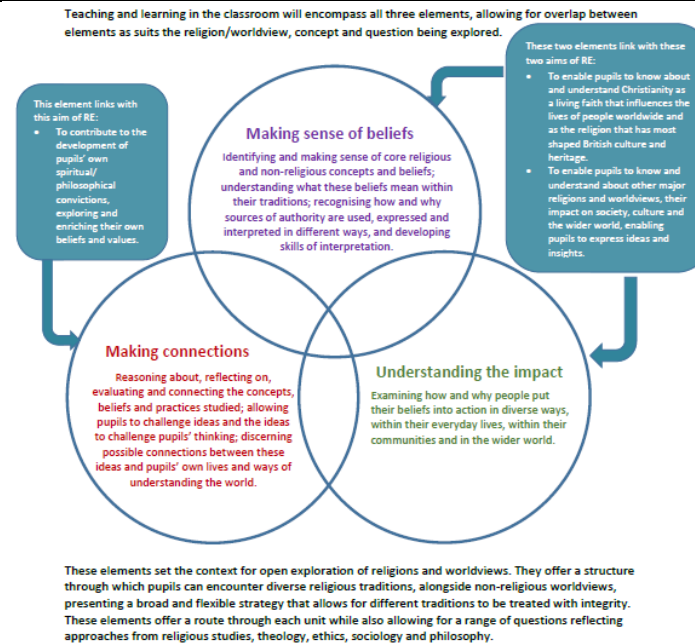 Teaching and learning in the classroom will encompass all three elements, allowing for overlap between
elements as suits the religion/worldview, concept and question being explored.
This element links with
this aim of RE:
• To contribute to the
development of
pupils' own
spiritual/
philosophical
convictions,
exploring and
enriching their own
beliefs and values.
These two elements link with these
two aims of RE:
• To enable pupils to know about
and understand Christianity as
a living faith that influences the
lives of people worldwide and
as the religion that has most
shaped British culture and
heritage.
• To enable pupils to know and
understand about other major
religions and worldviews, their
impact on society, culture and
the wider world, enabling
pupils to express ideas and
insights.
Making sense of beliefs
Identifying and making sense of core religious
and non-religious concepts and beliefs;
understanding what these beliefs mean within
their traditions; recognising how and why
sources of authority are used, expressed and
interpreted in different ways, and developing
skills of interpretation.
Making connections
Reasoning about, reflecting on,
evaluating and connecting the concepts,
beliefs and practices studied; allowing
pupils to challenge ideas and the ideas
to challenge pupils' thinking; discerning
possible connections between these
ideas and pupils' own lives and ways of
understanding the world.
Understanding the impact
Examining how and why people put
their beliefs into action in diverse ways,
within their everyday lives, within their
communities and in the wider world.
These elements set the context for open exploration of religions and worldviews. They offer a structure
through which pupils can encounter diverse religious traditions, alongside non-religious worldviews,
presenting a broad and flexible strategy that allows for different traditions to be treated with integrity.
These elements offer a route through each unit while also allowing for a range of questions reflecting
approaches from religious studies, theology, ethics, sociology and philosophy.